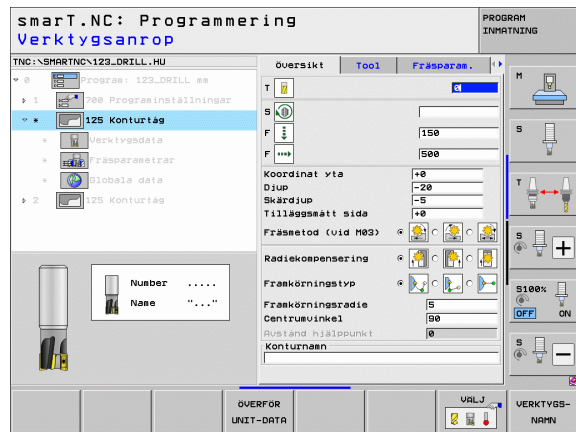 smarT.NC: Programmering
Verktygsanrop
PROGRAM
INMATNING
TNC:\SMARTNC\123_DRILL.HU
0 Program: 123_DRILL mm
1 700 Programinställningar
* 125 Konturtåg
* Verktygsdata
* Fräsparametrar
* Globala data
2 125 Konturtåg
Number .....
Name "..."
Översikt Tool Fräsparam.
T 0
S
F 150
F 500
Koordinat yta +0
Djup -20
Skärdjup -5
Tilläggsmått sida +0
Fräsmetod (vid M03)
Radiekompensering
Framkörningstyp
Framkörningsradie 5
Centrumvinkel 90
Avstånd hjälppunkt 0
Konturnamn
M
S
T
S
S100%
OFF ON
S
ÖVERFÖR
UNIT-DATA
VALJ
VERKTYGS-
NAMN